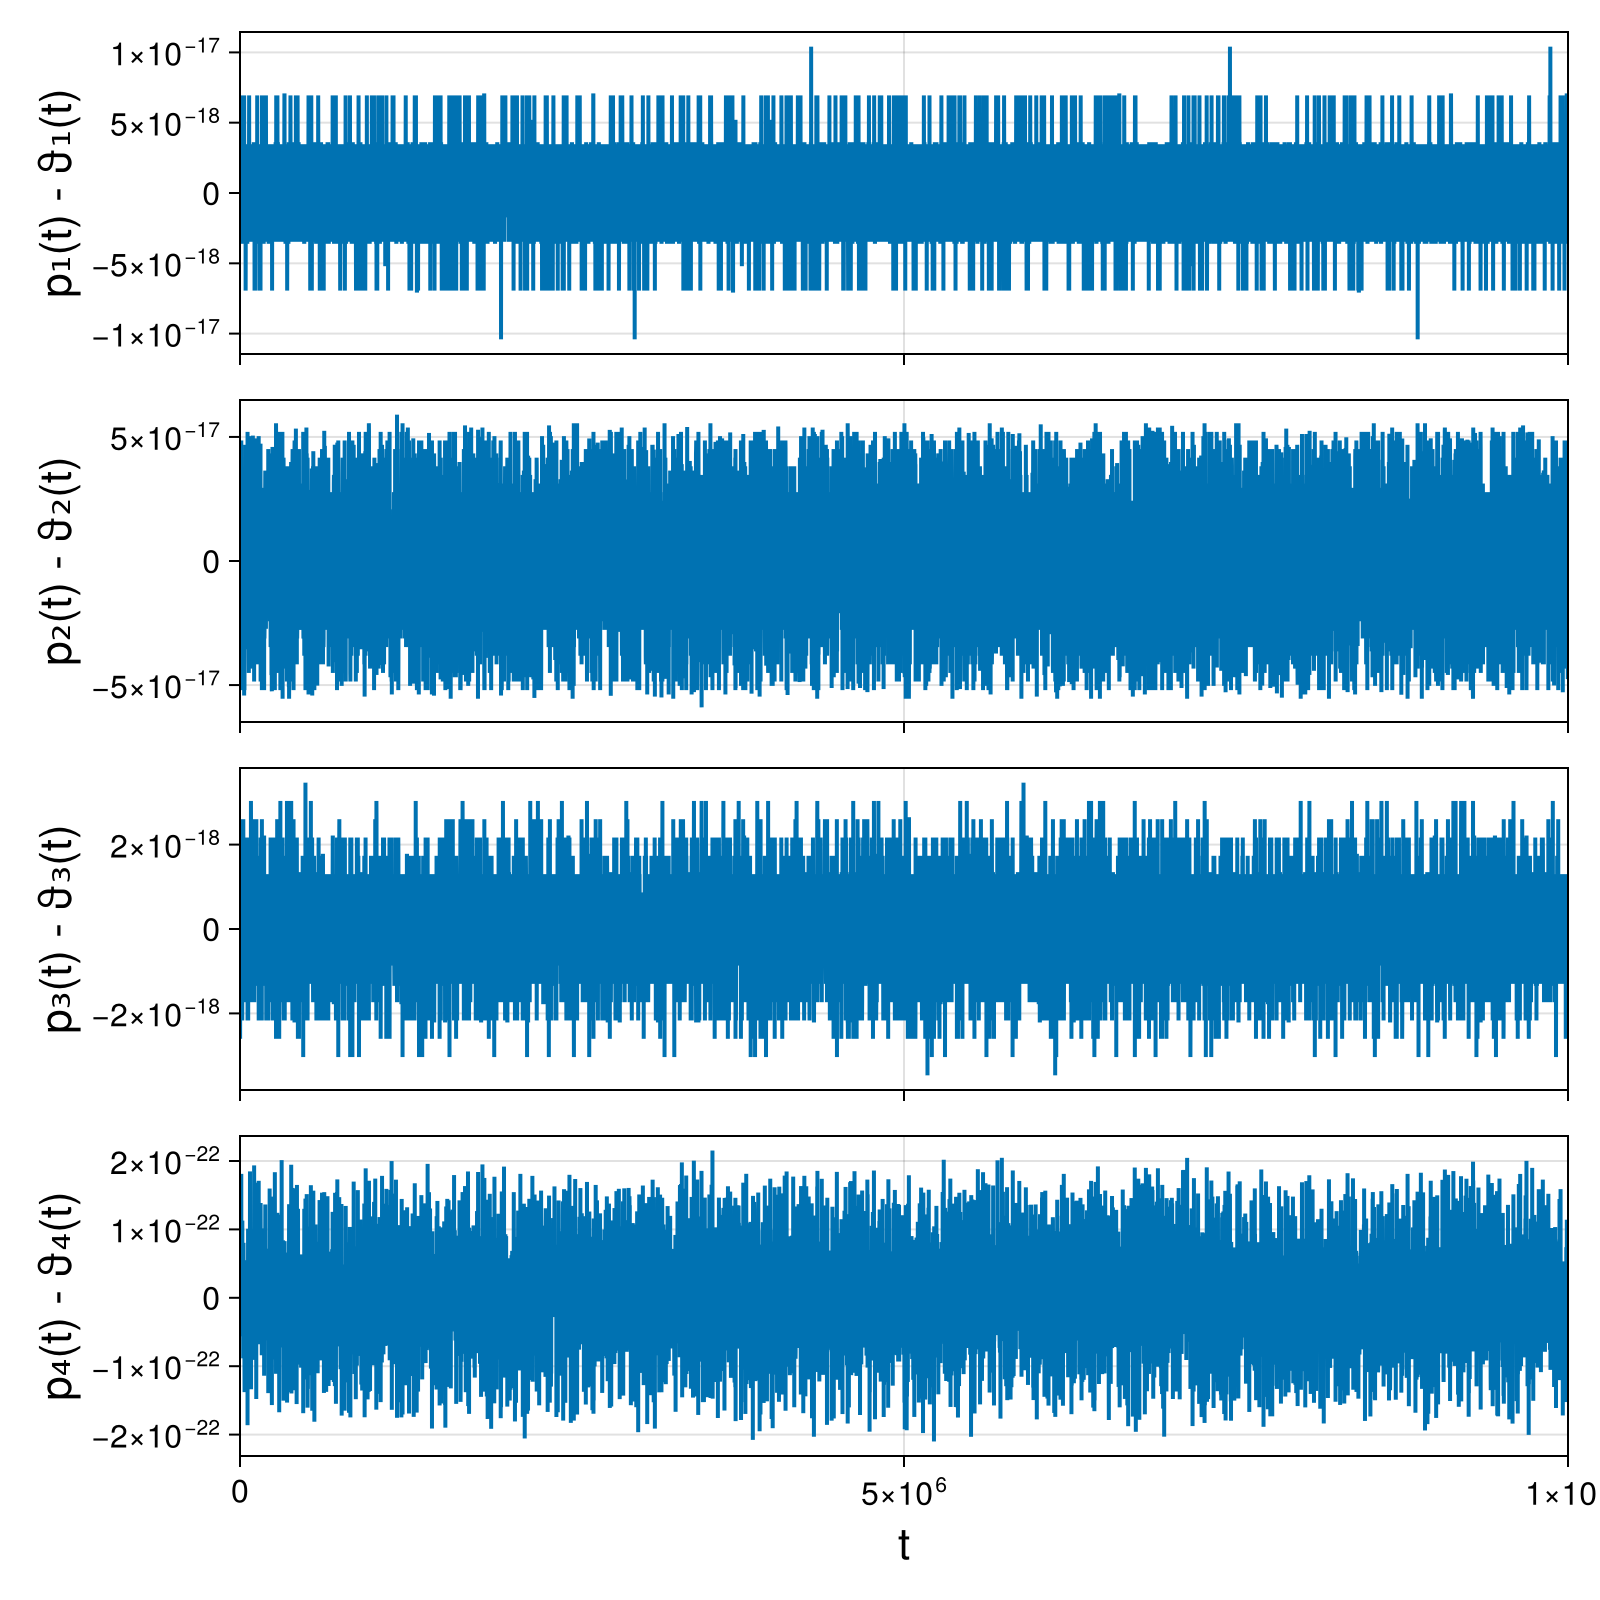 1×10⁻¹⁷
5×10⁻¹⁸
0
−5×10⁻¹⁸
−1×10⁻¹⁷
p₁(t) - ϑ₁(t)
5×10⁻¹⁷
0
−5×10⁻¹⁷
p₂(t) - ϑ₂(t)
2×10⁻¹⁸
0
−2×10⁻¹⁸
p₃(t) - ϑ₃(t)
2×10⁻²²
1×10⁻²²
0
−1×10⁻²²
−2×10⁻²²
p₄(t) - ϑ₄(t)
0 5×10⁶ 1×10
t